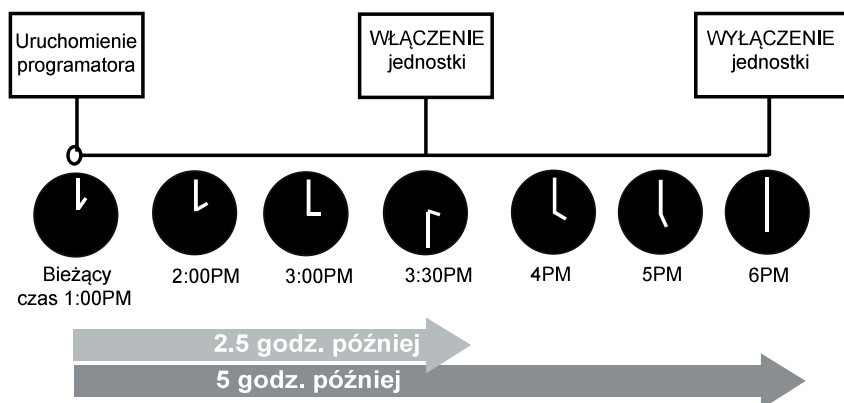 Uruchomienie
programatora
WŁĄCZENIE
jednostki
WYŁĄCZENIE
jednostki
Bieżący
czas 1:00PM
2:00PM
3:00PM
3:30PM
4PM
5PM
6PM
2.5 godz. później
5 godz. później